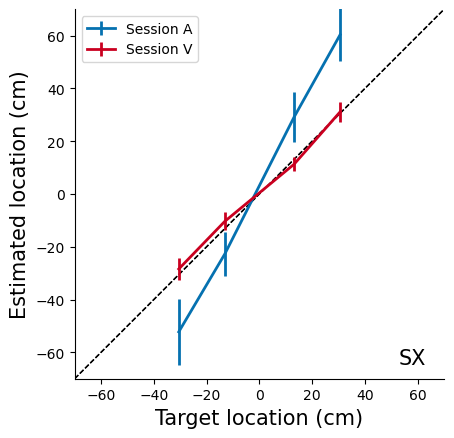 Session A
Session V
60
40
20
0
−20
−40
−60
Estimated location (cm)
SX
−60 −40 −20 0 20 40 60
Target location (cm)